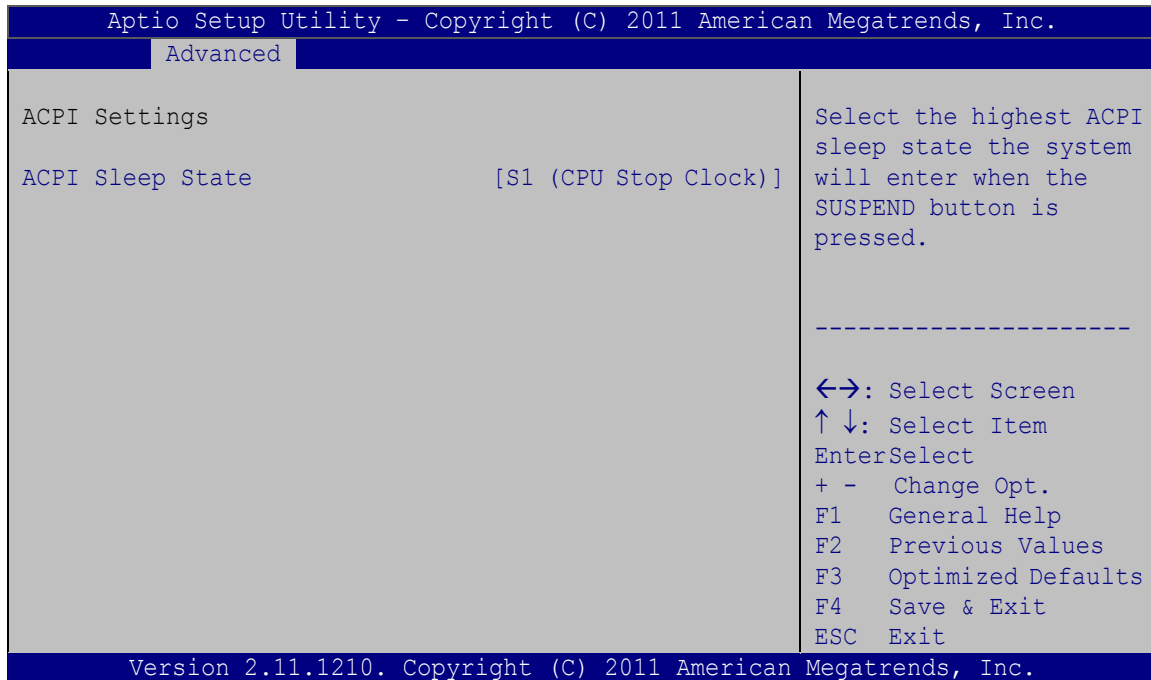 Aptio Setup Utility – Copyright (C) 2011 American Megatrends, Inc.
Advanced
ACPI Settings
ACPI Sleep State [S1 (CPU Stop Clock)]
Select the highest ACPI
sleep state the system
will enter when the
SUSPEND button is
pressed.
----------------------
←→: Select Screen
↑ ↓: Select Item
EnterSelect
+ - Change Opt.
F1 General Help
F2 Previous Values
F3 Optimized Defaults
F4 Save & Exit
ESC Exit
Version 2.11.1210. Copyright (C) 2011 American Megatrends, Inc.